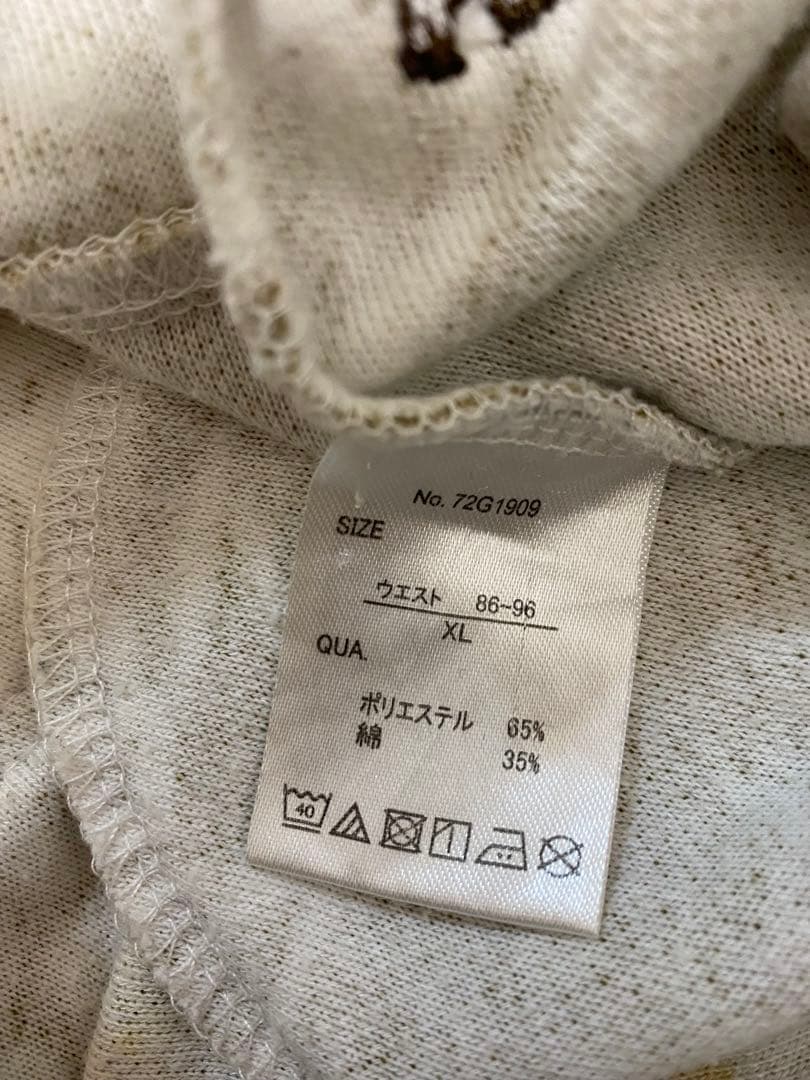 No. 72G1909
SIZE
ウエスト 86~96
XL
QUA.
ポリエステル 65%
綿 35%
40